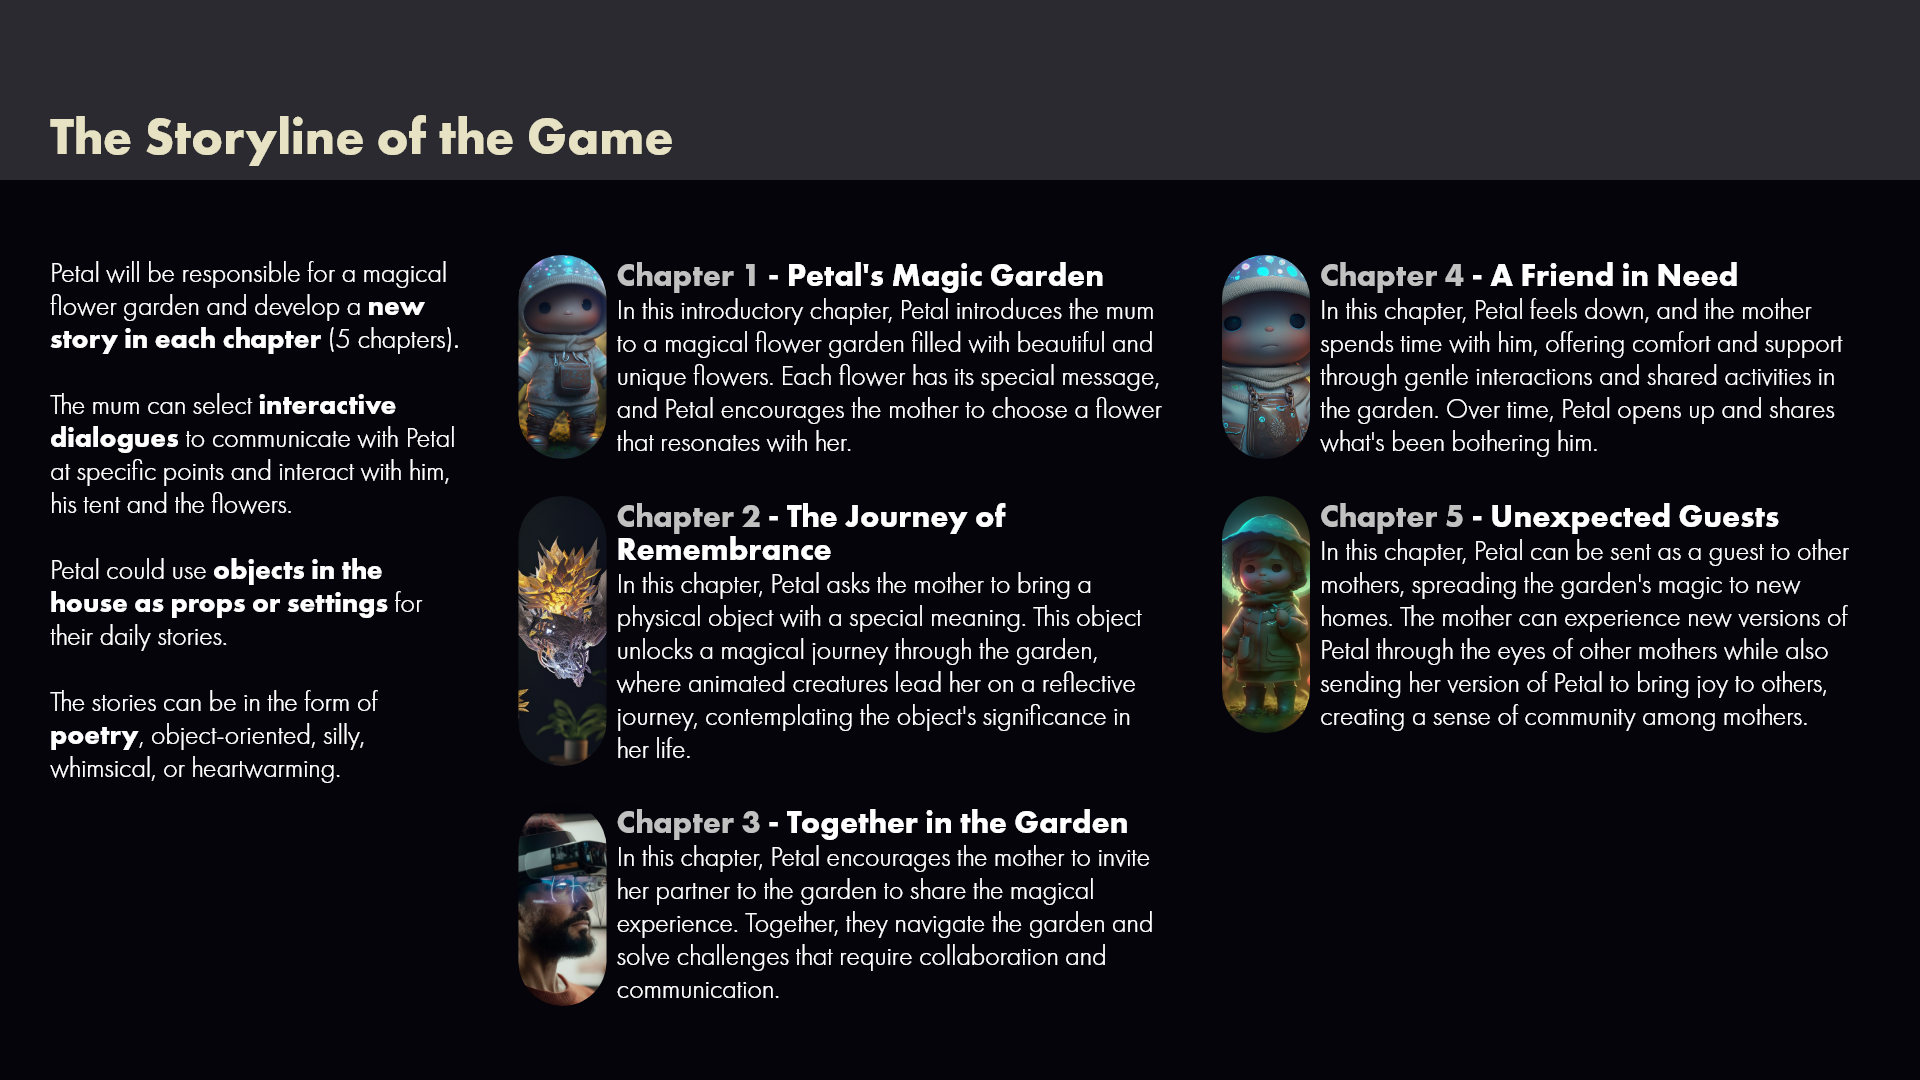 The Storyline of the Game
Petal will be responsible for a magical
flower garden and develop a new
story in each chapter (5 chapters).
The mum can select interactive
dialogues to communicate with Petal
at specific points and interact with him,
his tent and the flowers.
Petal could use objects in the
house as props or settings for
their daily stories.
The stories can be in the form of
poetry, object-oriented, silly,
whimsical, or heartwarming.
Chapter 1 - Petal's Magic Garden
In this introductory chapter, Petal introduces the mum
to a magical flower garden filled with beautiful and
unique flowers. Each flower has its special message,
and Petal encourages the mother to choose a flower
that resonates with her.
Chapter 2 - The Journey of
Remembrance
In this chapter, Petal asks the mother to bring a
physical object with a special meaning. This object
unlocks a magical journey through the garden,
where animated creatures lead her on a reflective
journey, contemplating the object's significance in
her life.
Chapter 3 - Together in the Garden
In this chapter, Petal encourages the mother to invite
her partner to the garden to share the magical
experience. Together, they navigate the garden and
solve challenges that require collaboration and
communication.
Chapter 4 - A Friend in Need
In this chapter, Petal feels down, and the mother
spends time with him, offering comfort and support
through gentle interactions and shared activities in
the garden. Over time, Petal opens up and shares
what's been bothering him.
Chapter 5 - Unexpected Guests
In this chapter, Petal can be sent as a guest to other
mothers, spreading the garden's magic to new
homes. The mother can experience new versions of
Petal through the eyes of other mothers while also
sending her version of Petal to bring joy to others,
creating a sense of community among mothers.